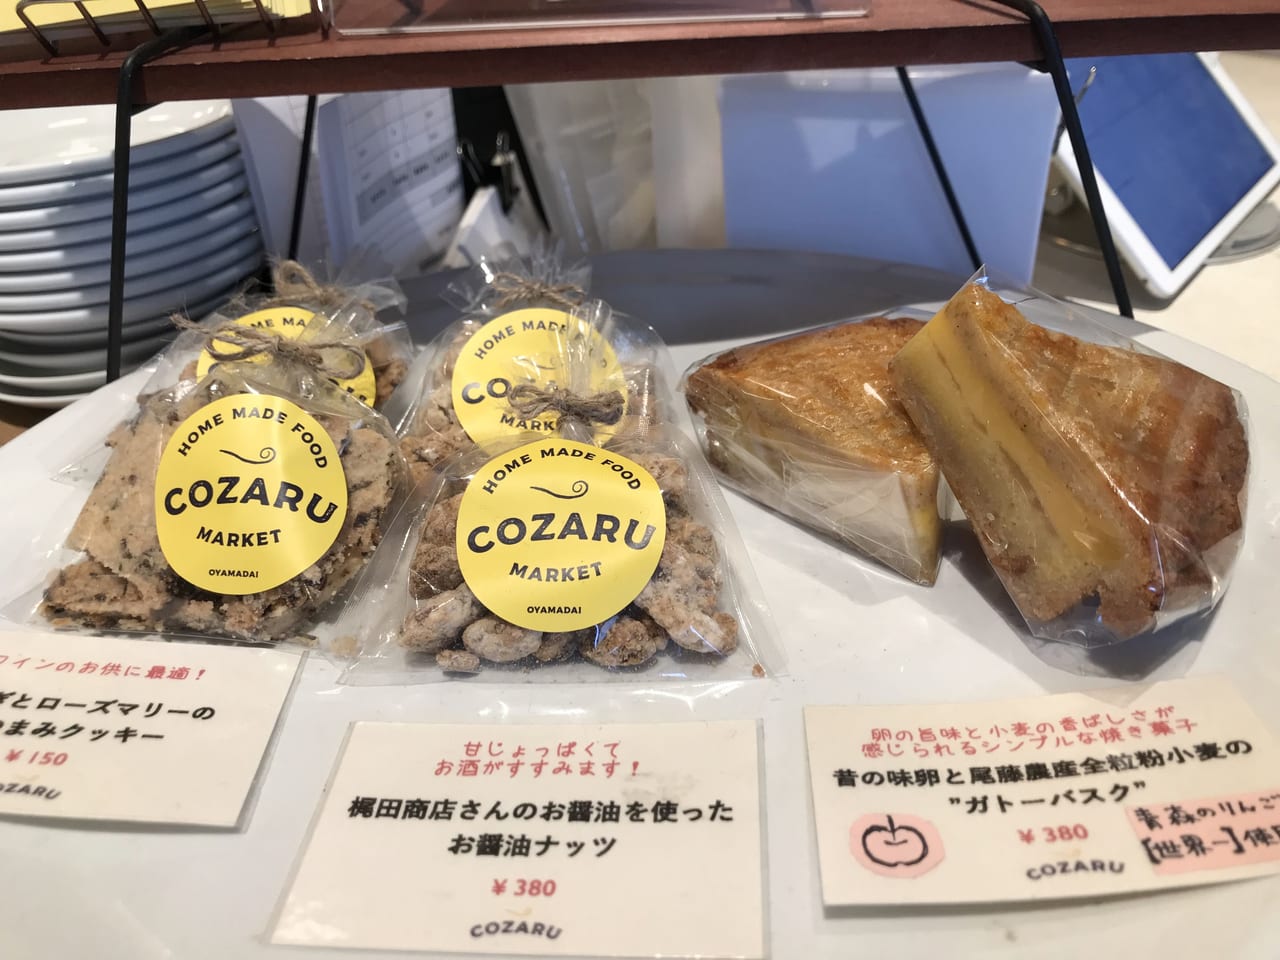 HOME MADE FOOD
COZARU
MARKET
OYAMADAI
HOME MADE FOOD
COZARU
MARKET
OYAMADAI
HOME MADE
MARK
HOME MA
ワインのお供に最適！
ぎとローズマリーの
つまみクッキー
¥150
COZARU
甘じょっぱくて
お酒がすすみます！
梶田商店さんのお醤油を使った
お醤油ナッツ
¥380
COZARU
卵の旨味と小麦の香ばしさが
感じられるシンプルな焼き菓子
昔の味卵と尾藤農産全粒粉小麦の
"ガトーバスク"
¥380
COZARU
青森のりんご
[世界一]使用